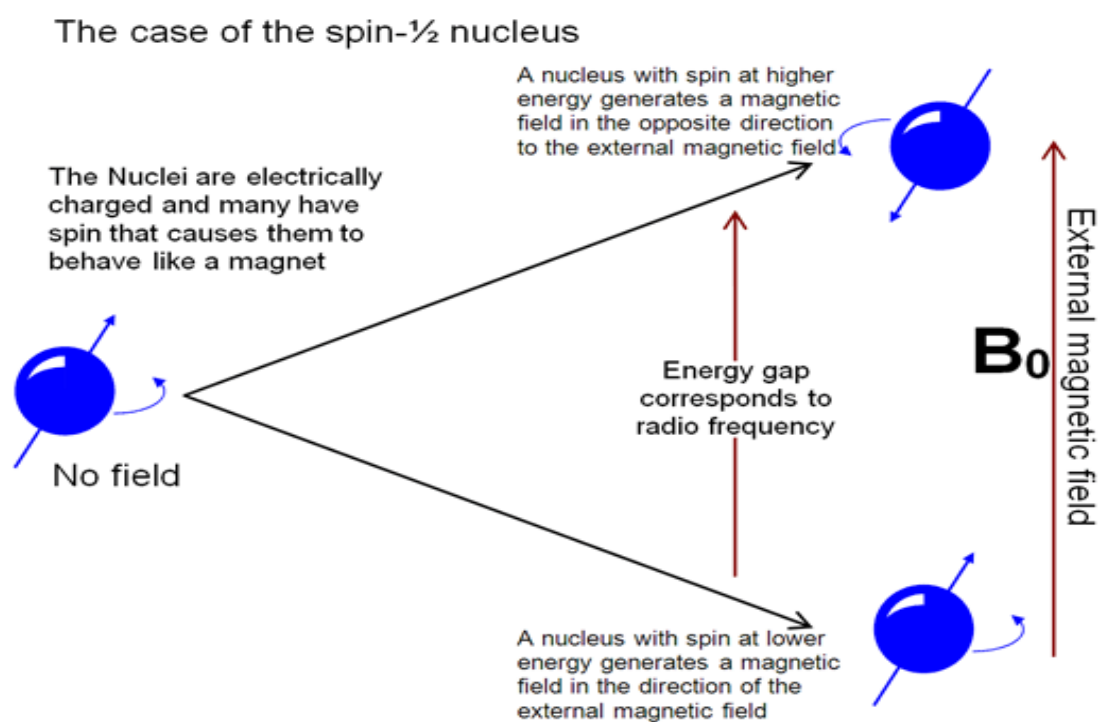 The case of the spin-½ nucleus
A nucleus with spin at higher
energy generates a magnetic
field in the opposite direction
to the external magnetic field
The Nuclei are electrically
charged and many have
spin that causes them to
behave like a magnet
No field
Energy gap
corresponds to
radio frequency
B₀
External magnetic field
A nucleus with spin at lower
energy generates a magnetic
field in the direction of the
external magnetic field